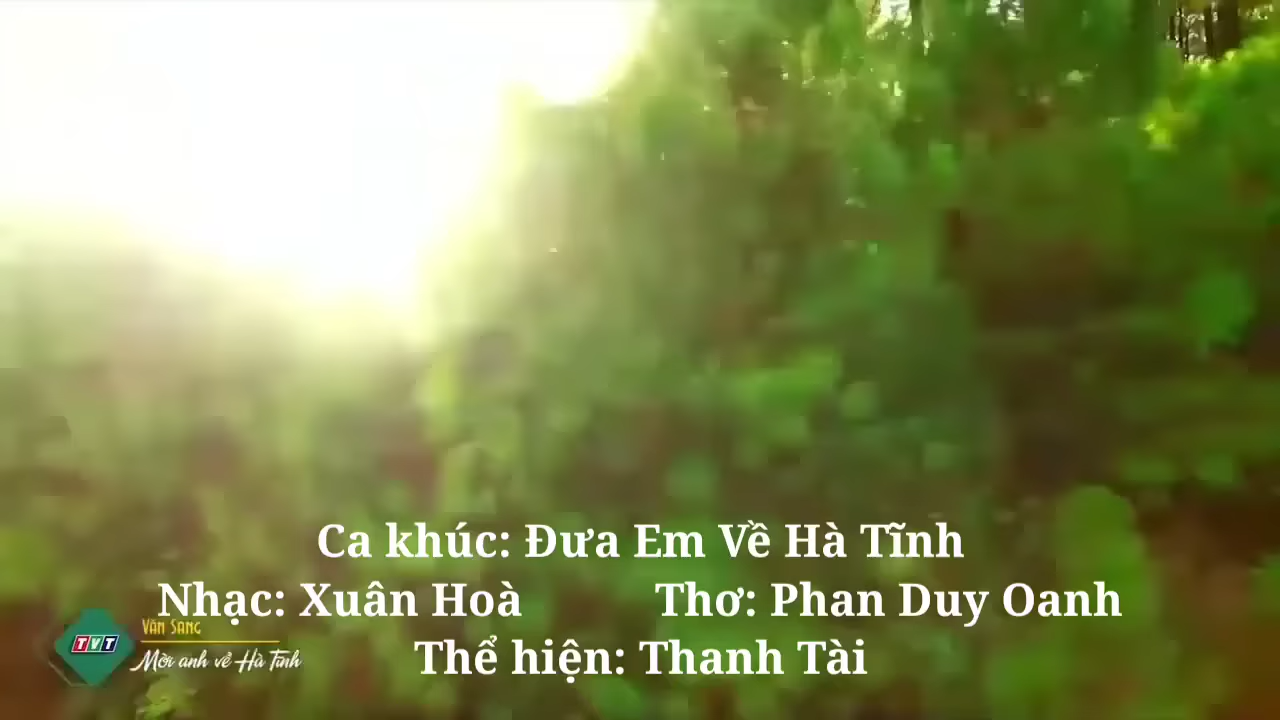 Ca khúc: Đưa Em Về Hà Tĩnh
Nhạc: Xuân Hoà Thơ: Phan Duy Oanh
Thể hiện: Thanh Tài
TVT
Văn Sang
Mời anh về Hà Tĩnh